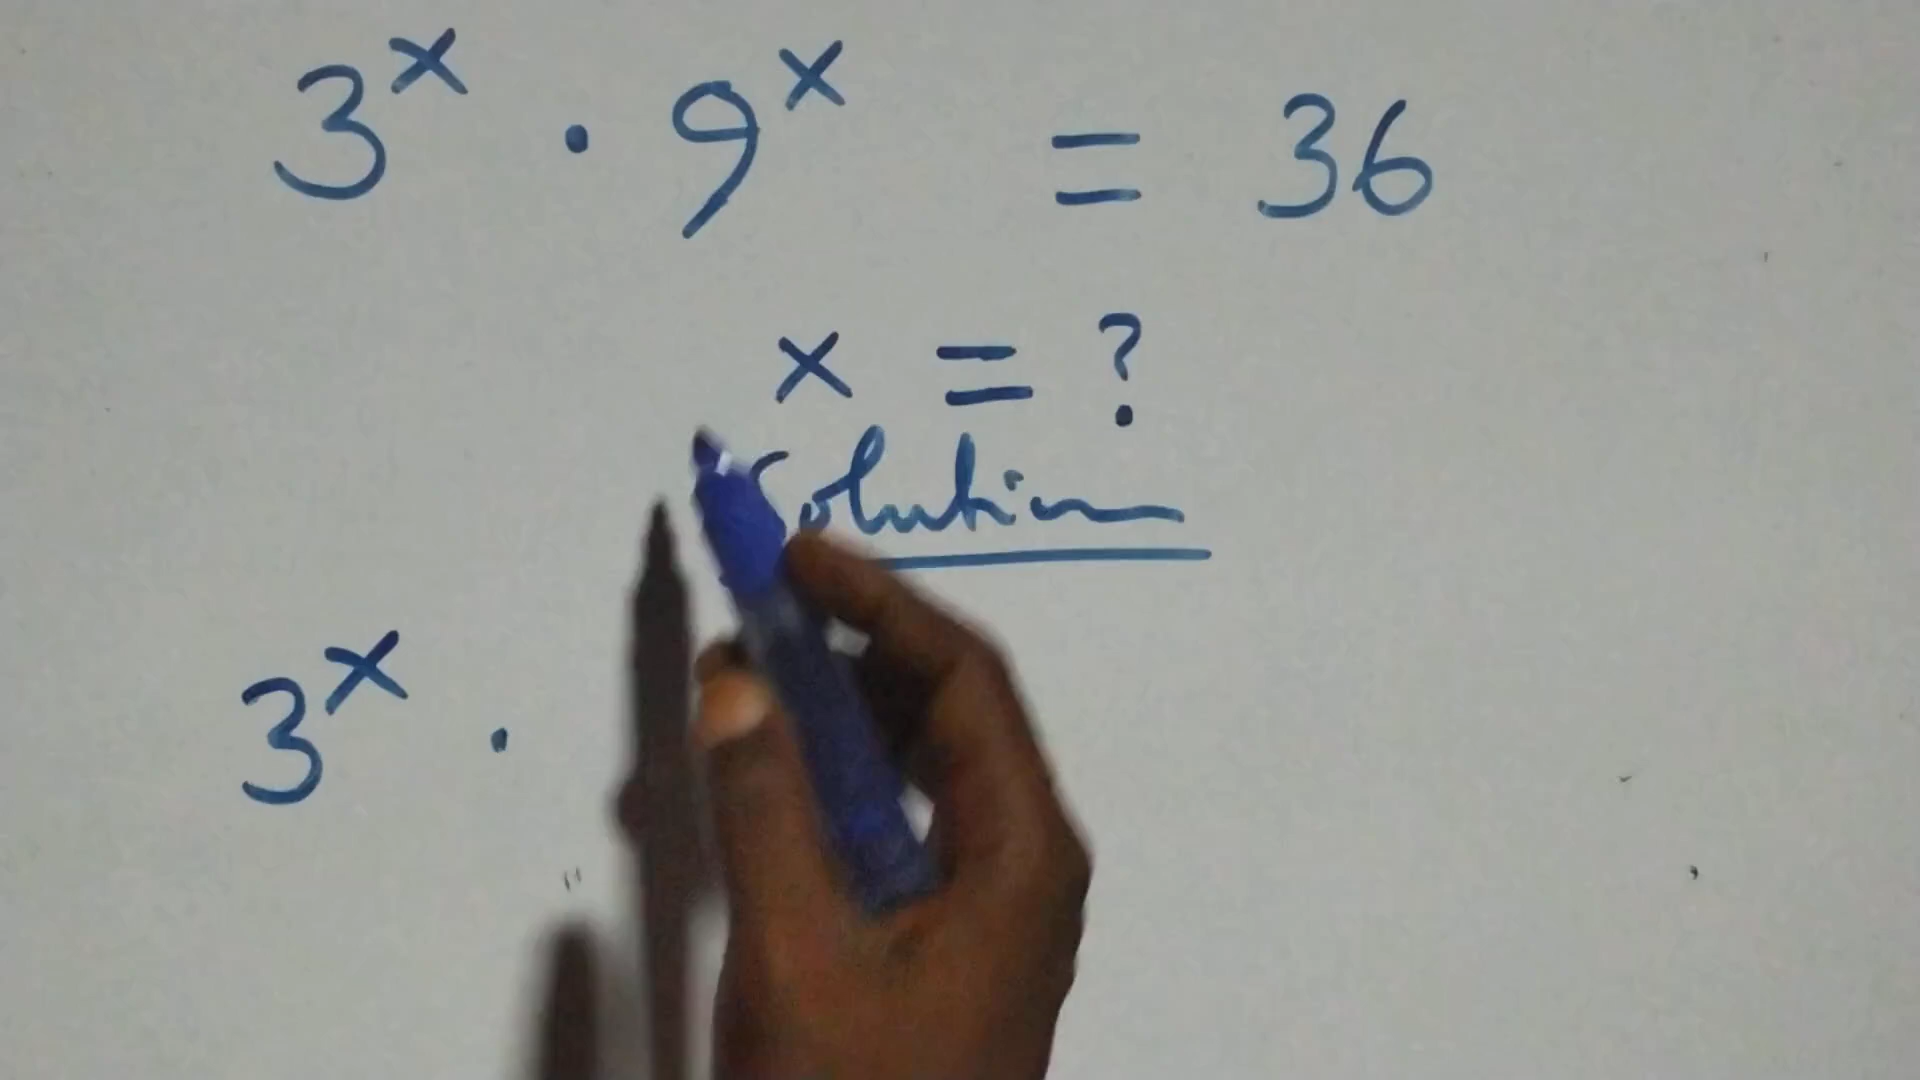 3^x · 9^x = 36
x = ?
Solution
3^x ·